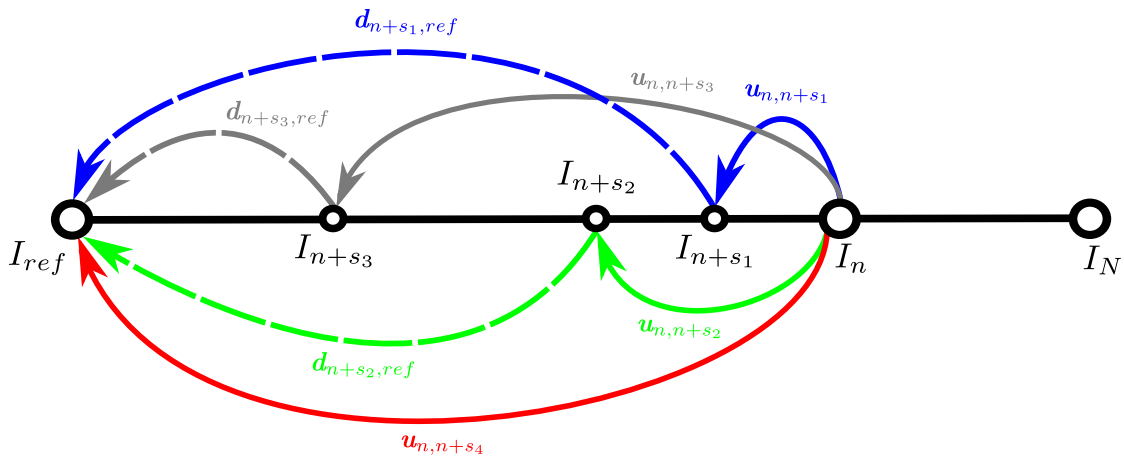 d_{n+s_1,ref}
u_{n,n+s_3}
u_{n,n+s_1}
d_{n+s_3,ref}
I_{n+s_2}
I_{ref}
I_{n+s_3}
I_{n+s_1}
I_n
I_N
u_{n,n+s_2}
d_{n+s_2,ref}
u_{n,n+s_4}